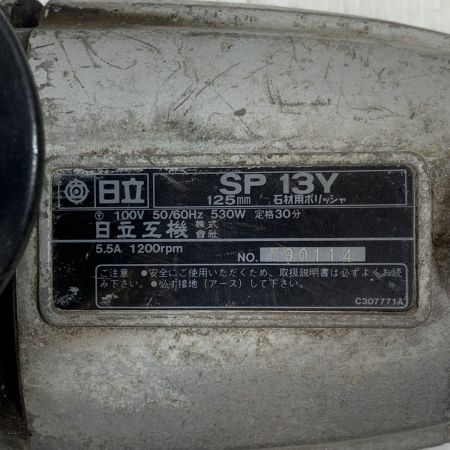 日立 SP 13Y
125mm 石材用ポリッシャ
〒 100V 50/60Hz 530W 定格30分
日立工機 株式会社
5.5A 1200rpm NO. 790114
ご注意 ●安全にご使用いただくため、取扱説明書は必ずよくお読
み下さい。●必ず接地（アース）して下さい。
C307771A